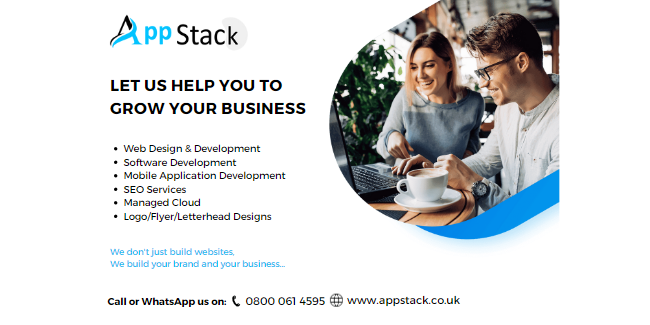 App Stack
LET US HELP YOU TO
GROW YOUR BUSINESS
• Web Design & Development
• Software Development
• Mobile Application Development
• SEO Services
• Managed Cloud
• Logo/Flyer/Letterhead Designs
We don't just build websites,
We build your brand and your business...
Call or WhatsApp us on: 0800 061 4595 www.appstack.co.uk